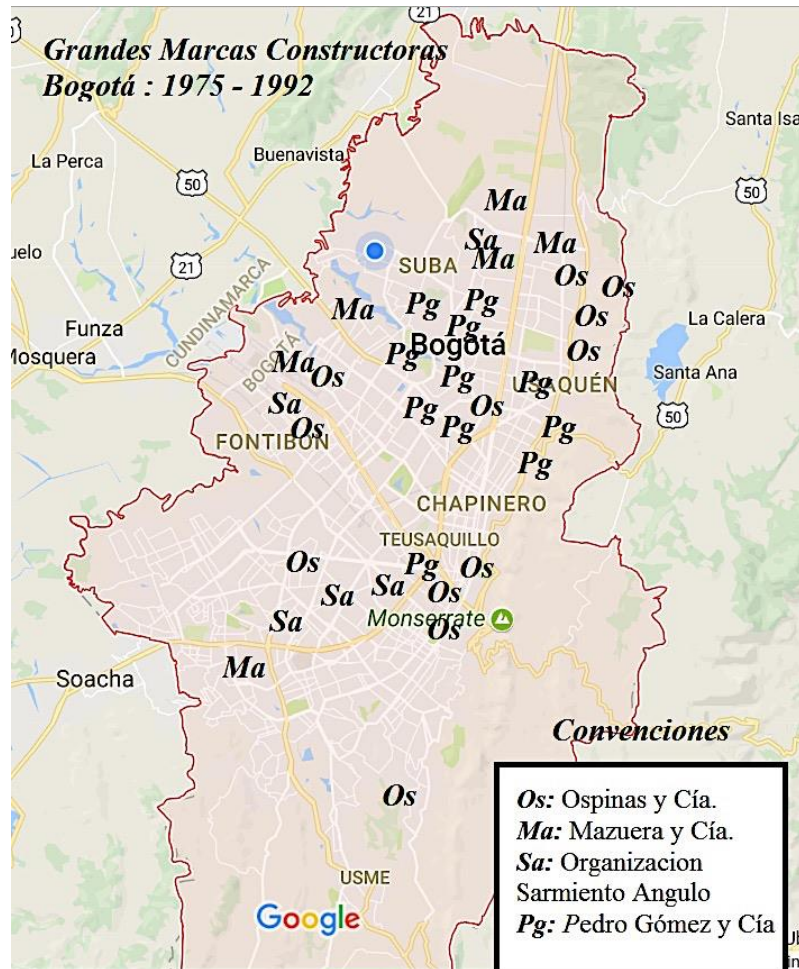 Grandes Marcas Constructoras
Bogotá : 1975 - 1992
21
Santa Isa
La Perca
Buenavista
50
50
Ma
uelo
Sa
Ma
Ma
SUBA
Os
Os
21
CUNDINAMARCA
BOGOTÁ
Ma
Pg
Pg
Os
La Calera
Funza
Pg
Mosquera
Bogotá
Os
Pg
Ma
Os
Pg
Pg
USAQUÉN
Santa Ana
Sa
Pg
Os
50
Os
Pg
Pg
FONTIBÓN
Pg
CHAPINERO
TEUSAQUILLO
Os
Pg
Os
Sa
Sa
Os
Sa
Monserrate
Os
Ma
Soacha
Convenciones
Os
Os: Ospinas y Cía.
Ma: Mazuera y Cía.
Sa: Organizacion
Sarmiento Angulo
Pg: Pedro Gómez y Cía
USME
Google